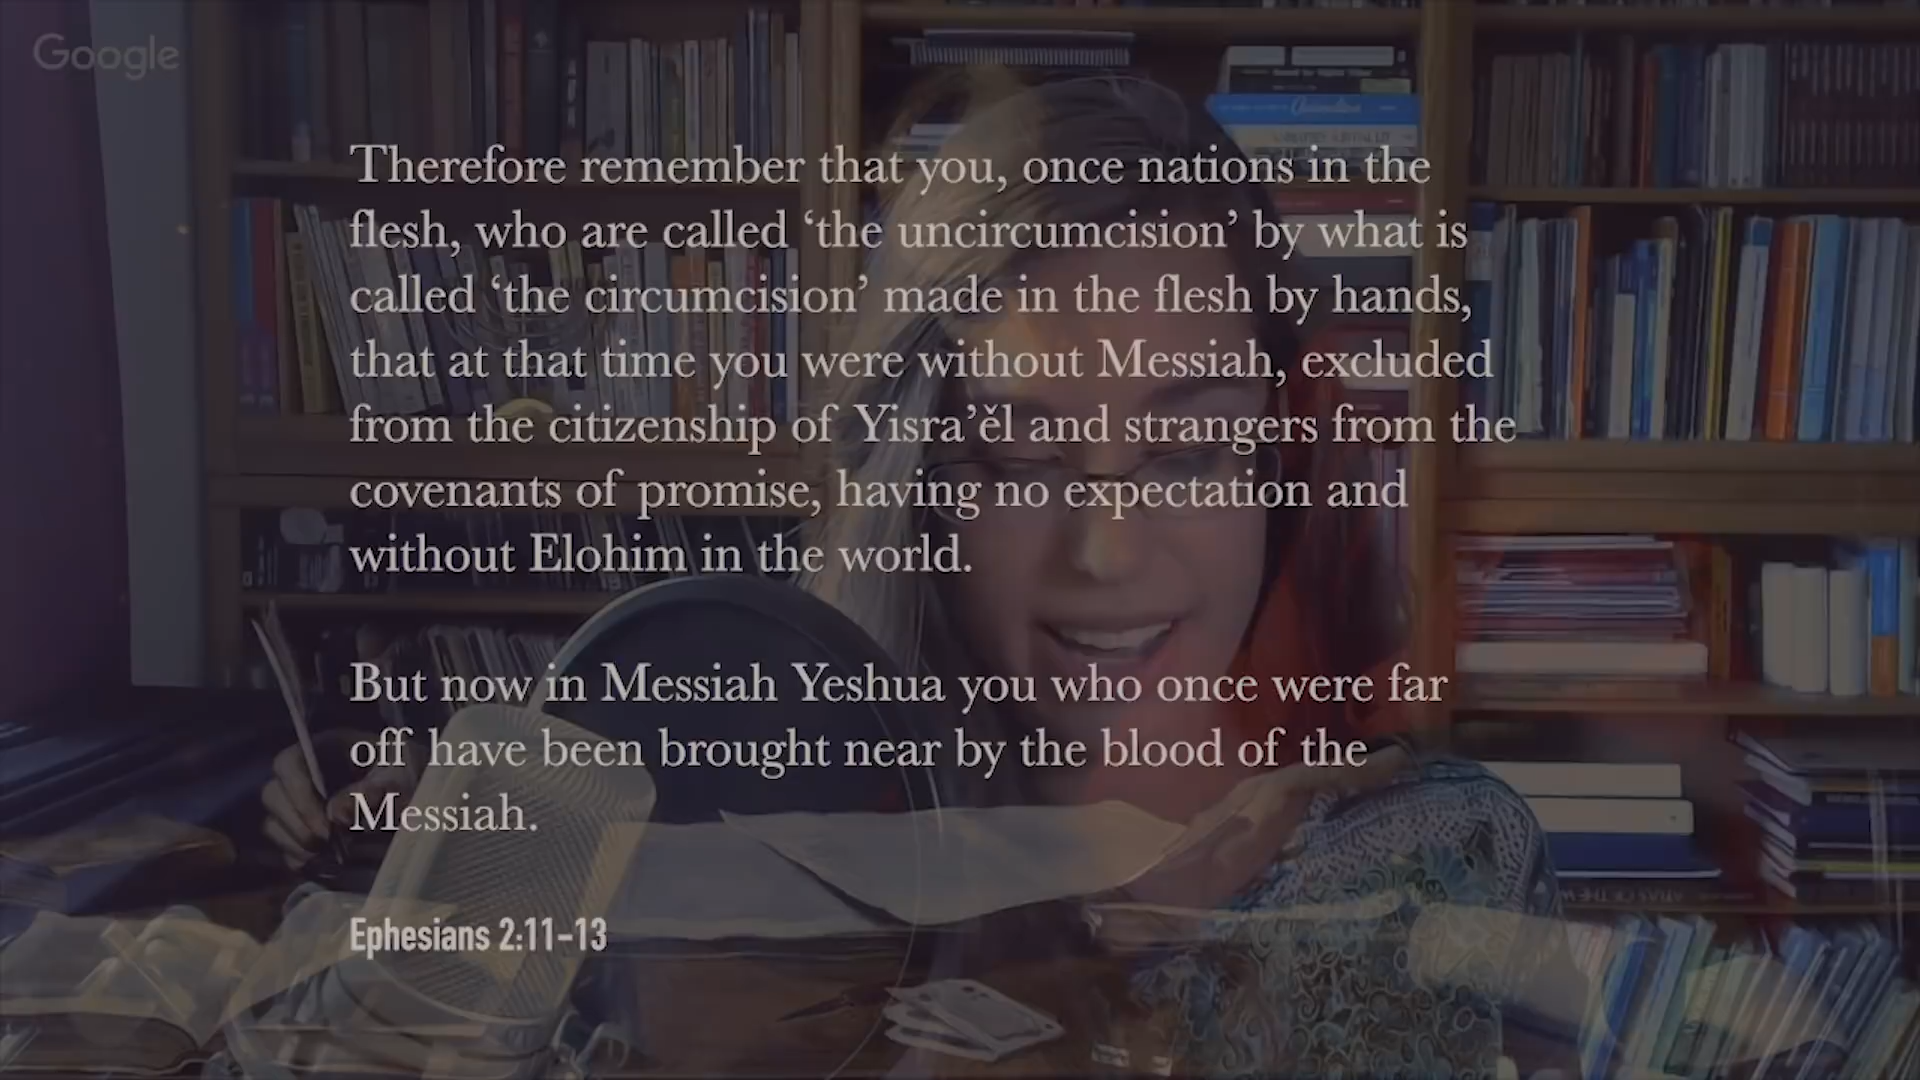 Google
Therefore remember that you, once nations in the
flesh, who are called ‘the uncircumcision’ by what is
called ‘the circumcision’ made in the flesh by hands,
that at that time you were without Messiah, excluded
from the citizenship of Yisra’ěl and strangers from the
covenants of promise, having no expectation and
without Elohim in the world.
But now in Messiah Yeshua you who once were far
off have been brought near by the blood of the
Messiah.
Ephesians 2:11-13